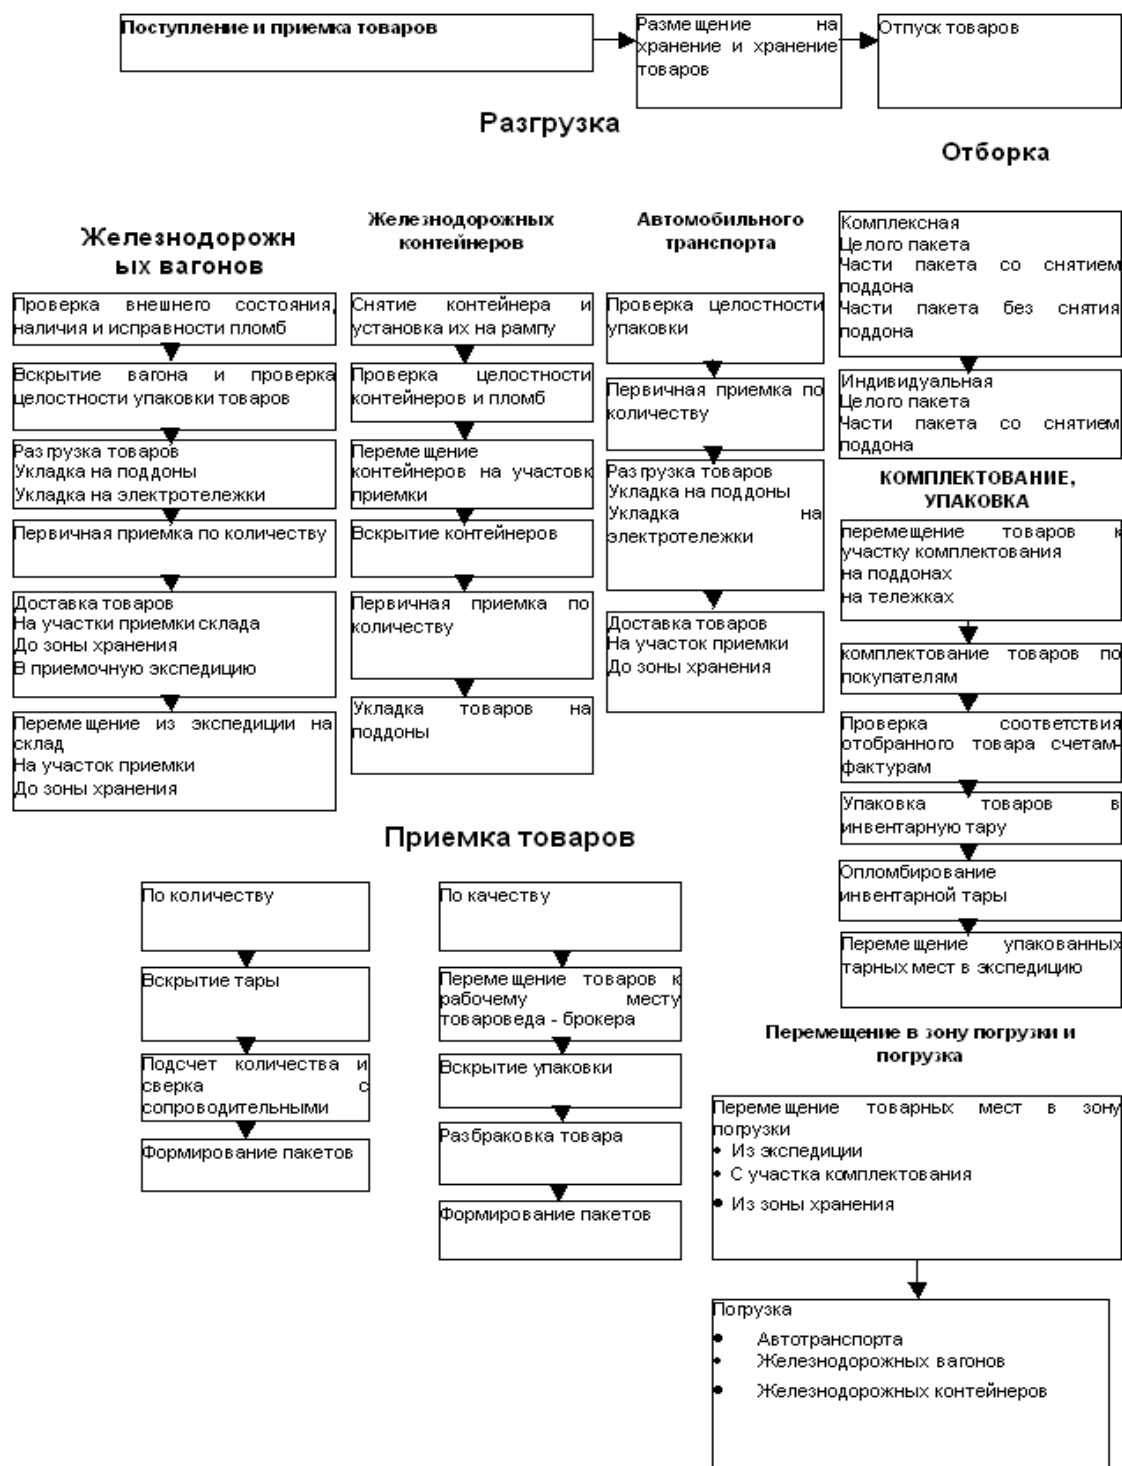 Поступление и приемка товаров
Размещение на
хранение и хранение
товаров
Отпуск товаров
Разгрузка
Отборка
Железнодорожн
ых вагонов
Проверка внешнего состояния,
наличия и исправности пломб
Вскрытие вагона и проверка
целостности упаковки товаров
Разгрузка товаров
Укладка на поддоны
Укладка на электротележки
Первичная приемка по количеству
Доставка товаров
На участки приемки склада
До зоны хранения
В приемочную экспедицию
Перемещение из экспедиции на
склад
На участок приемки
До зоны хранения
Железнодорожных
контейнеров
Снятие контейнера и
установка их на рампу
Проверка целостности
контейнеров и пломб
Перемещение
контейнеров на участовк
приемки
Вскрытие контейнеров
Первичная приемка по
количеству
Укладка товаров на
поддоны
Автомобильного
транспорта
Проверка целостности
упаковки
Первичная приемка по
количеству
Разгрузка товаров
Укладка на поддоны
Укладка на
электротележки
Доставка товаров
На участок приемки
До зоны хранения
Комплексная
Целого пакета
Части пакета со снятием
поддона
Части пакета без снятия
поддона
Индивидуальная
Целого пакета
Части пакета со снятием
поддона
КОМПЛЕКТОВАНИЕ,
УПАКОВКА
перемещение товаров к
участку комплектования
на поддонах
на тележках
комплектование товаров по
покупателям
Проверка соответствия
отобранного товара счетам-
фактурам
Упаковка товаров в
инвентарную тару
Опломбирование
инвентарной тары
Перемещение упакованных
тарных мест в экспедицию
Приемка товаров
По количеству
Вскрытие тары
Подсчет количества и
сверка с
сопроводительными
Формирование пакетов
По качеству
Перемещение товаров к
рабочему месту
товароведа - брокера
Вскрытие упаковки
Разбраковка товара
Формирование пакетов
Перемещение в зону погрузки и
погрузка
Перемещение товарных мест в зону
погрузки
• Из экспедиции
• С участка комплектования
• Из зоны хранения
Погрузка
• Автотранспорта
• Железнодорожных вагонов
• Железнодорожных контейнеров